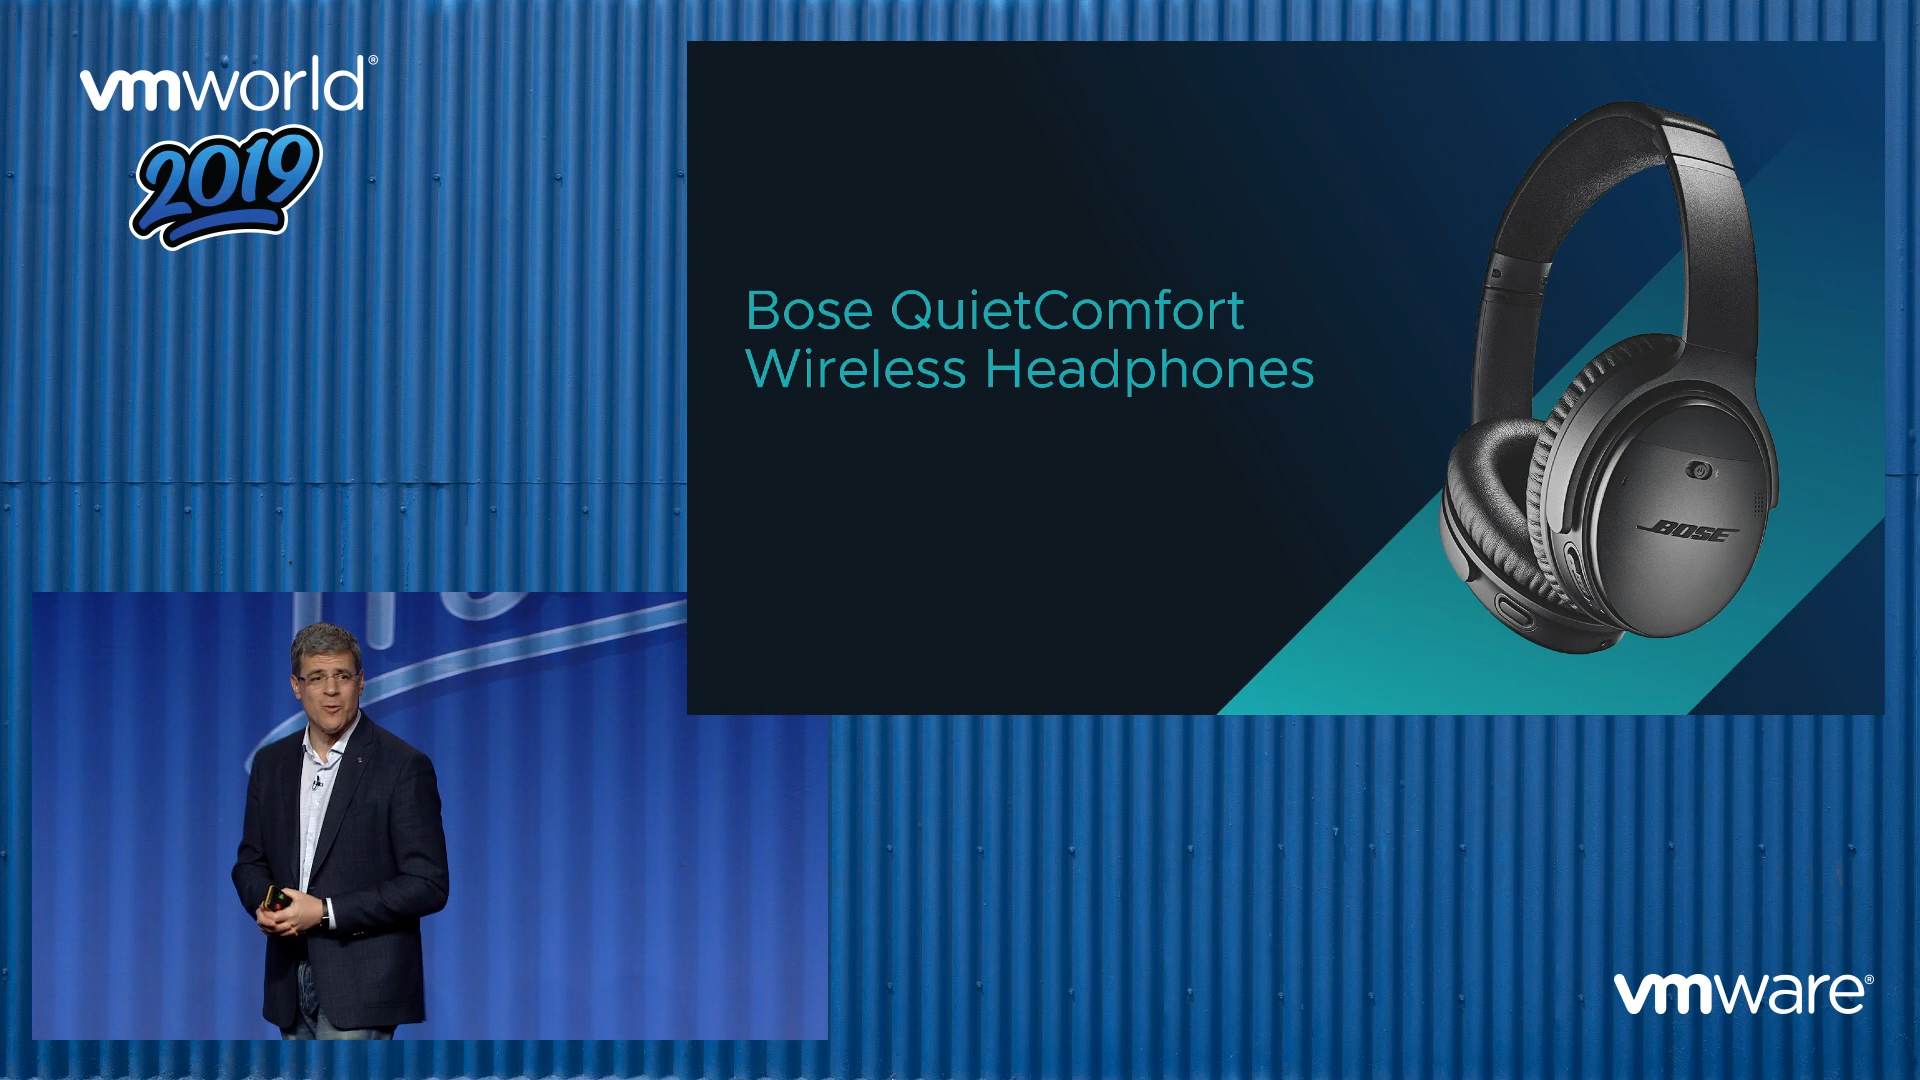 vmworld®
2019
Bose QuietComfort
Wireless Headphones
BOSE
vmware®